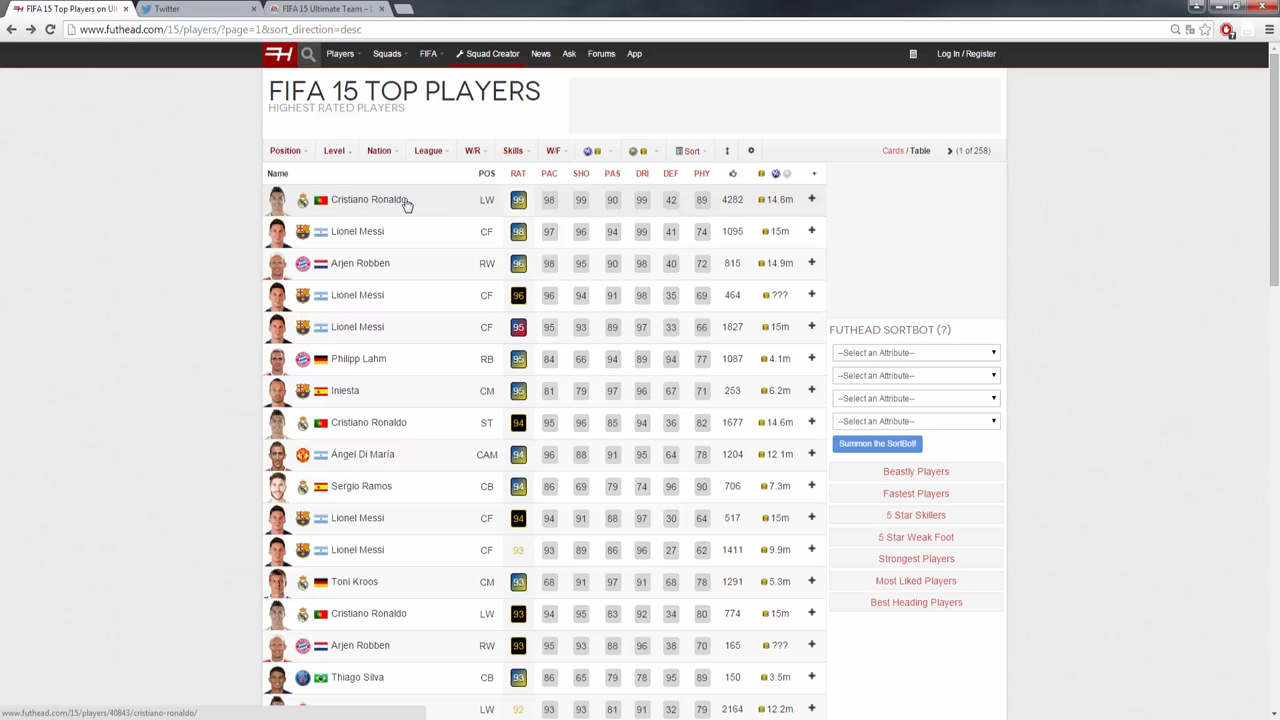 FIFA 15 Top Players on Ul
Twitter
FIFA 15 Ultimate Team – L
www.futhead.com/15/players/?page=1&sort_direction=desc
Players Squads FIFA Squad Creator News Ask Forums App Log In / Register
FIFA 15 TOP PLAYERS
HIGHEST RATED PLAYERS
Position Level Nation League W/R Skills W/F Sort Cards / Table (1 of 258)
Name POS RAT PAC SHO PAS DRI DEF PHY +
Cristiano Ronaldo LW 99 98 99 90 99 42 89 4282 14.8m +
Lionel Messi CF 98 97 96 94 99 41 74 1095 15m +
Arjen Robben RW 96 98 95 90 98 40 72 815 14.9m +
Lionel Messi CF 96 96 94 91 98 35 69 464 ??? +
Lionel Messi CF 95 95 93 89 97 33 66 1827 15m +
Philipp Lahm RB 95 84 66 94 89 94 77 1087 4.1m +
Iniesta CM 95 81 79 97 96 67 71 253 6.2m +
Cristiano Ronaldo ST 94 95 96 85 94 36 82 1677 14.6m +
Ángel Di María CAM 94 96 88 91 95 64 78 1204 12.1m +
Sergio Ramos CB 94 86 69 79 74 96 90 706 7.3m +
Lionel Messi CF 94 94 91 88 97 30 64 517 15m +
Lionel Messi CF 93 93 89 86 96 27 62 1411 9.9m +
Toni Kroos CM 93 68 91 97 91 68 78 1291 5.3m +
Cristiano Ronaldo LW 93 94 95 83 92 34 80 774 15m +
Arjen Robben RW 93 95 93 88 96 38 70 165 ??? +
Thiago Silva CB 93 86 65 79 78 95 89 150 3.5m +
LW 92 93 93 81 91 32 79 2164 12.2m +
FUTHEAD SORTBOT (?)
--Select an Attribute--
--Select an Attribute--
--Select an Attribute--
--Select an Attribute--
Summon the SortBot!
Beastly Players
Fastest Players
5 Star Skillers
5 Star Weak Foot
Strongest Players
Most Liked Players
Best Heading Players
www.futhead.com/15/players/40843/cristiano-ronaldo/